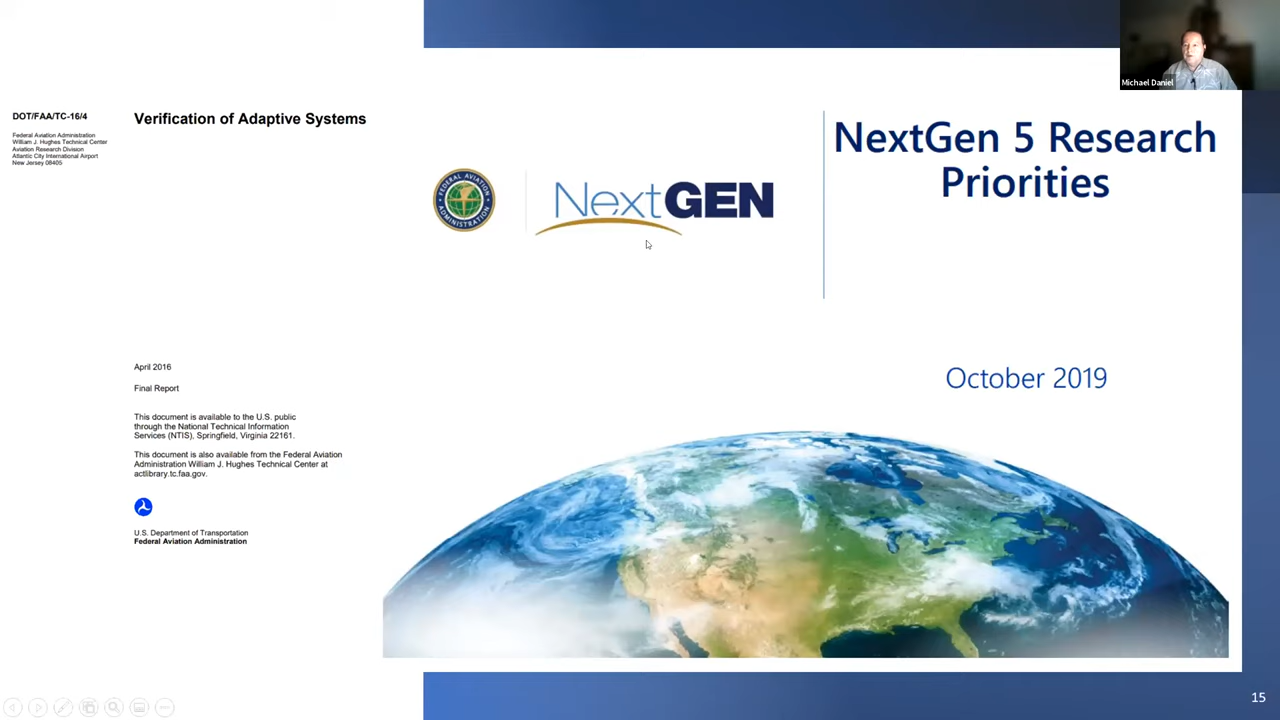 DOT/FAA/TC-16/4
Federal Aviation Administration
William J. Hughes Technical Center
Aviation Research Division
Atlantic City International Airport
New Jersey 08405
Verification of Adaptive Systems
April 2016
Final Report
This document is available to the U.S. public
through the National Technical Information
Services (NTIS), Springfield, Virginia 22161.
This document is also available from the Federal Aviation
Administration William J. Hughes Technical Center at
actlibrary.tc.faa.gov.
U.S. Department of Transportation
Federal Aviation Administration
FEDERAL AVIATION
ADMINISTRATION
NextGEN
NextGen 5 Research
Priorities
October 2019
Michael Daniel
15